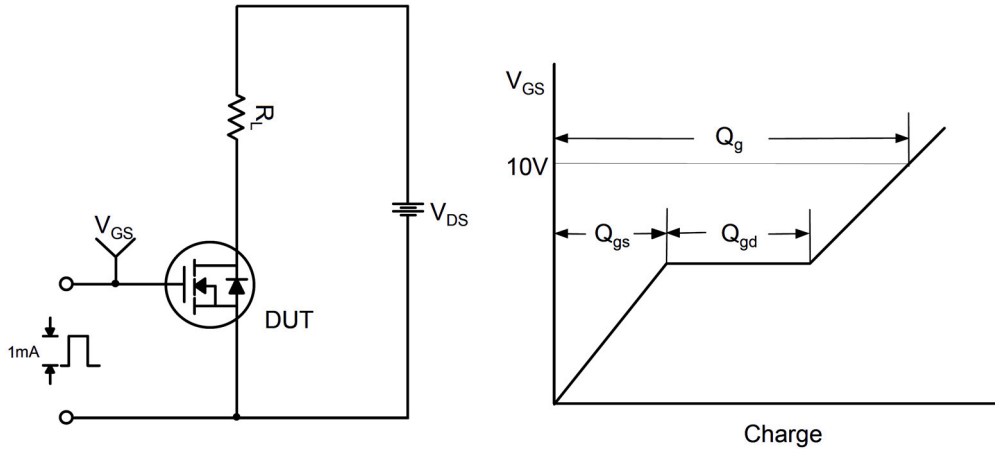 R_L
V_DS
V_GS
DUT
1mA
V_GS
Q_g
10V
Q_gs
Q_gd
Charge